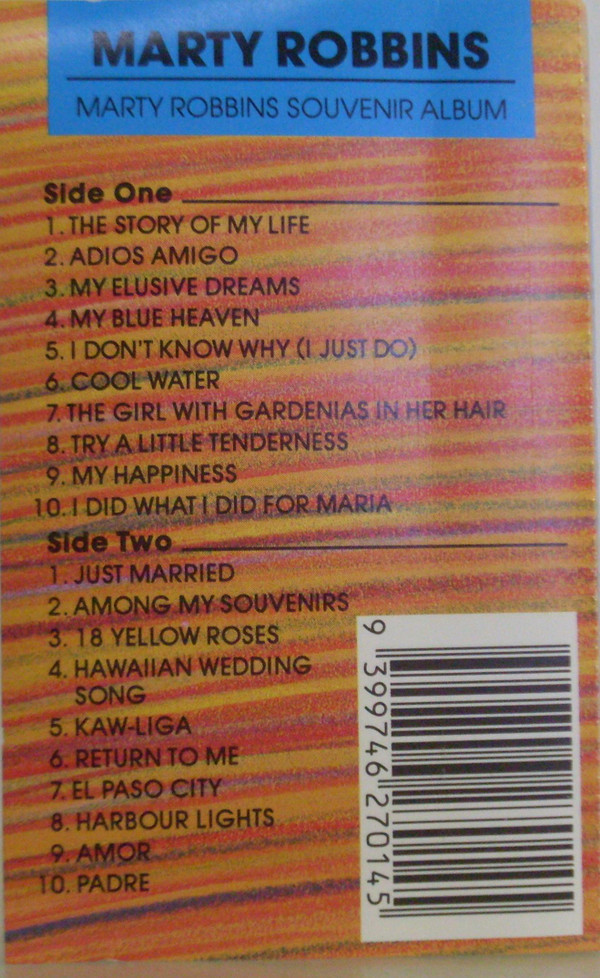 MARTY ROBBINS
MARTY ROBBINS SOUVENIR ALBUM
Side One
1. THE STORY OF MY LIFE
2. ADIOS AMIGO
3. MY ELUSIVE DREAMS
4. MY BLUE HEAVEN
5. I DON'T KNOW WHY (I JUST DO)
6. COOL WATER
7. THE GIRL WITH GARDENIAS IN HER HAIR
8. TRY A LITTLE TENDERNESS
9. MY HAPPINESS
10. I DID WHAT I DID FOR MARIA
Side Two
1. JUST MARRIED
2. AMONG MY SOUVENIRS
3. 18 YELLOW ROSES
4. HAWAIIAN WEDDING
SONG
5. KAW-LIGA
6. RETURN TO ME
7. EL PASO CITY
8. HARBOUR LIGHTS
9. AMOR
10. PADRE
9 399746 270145